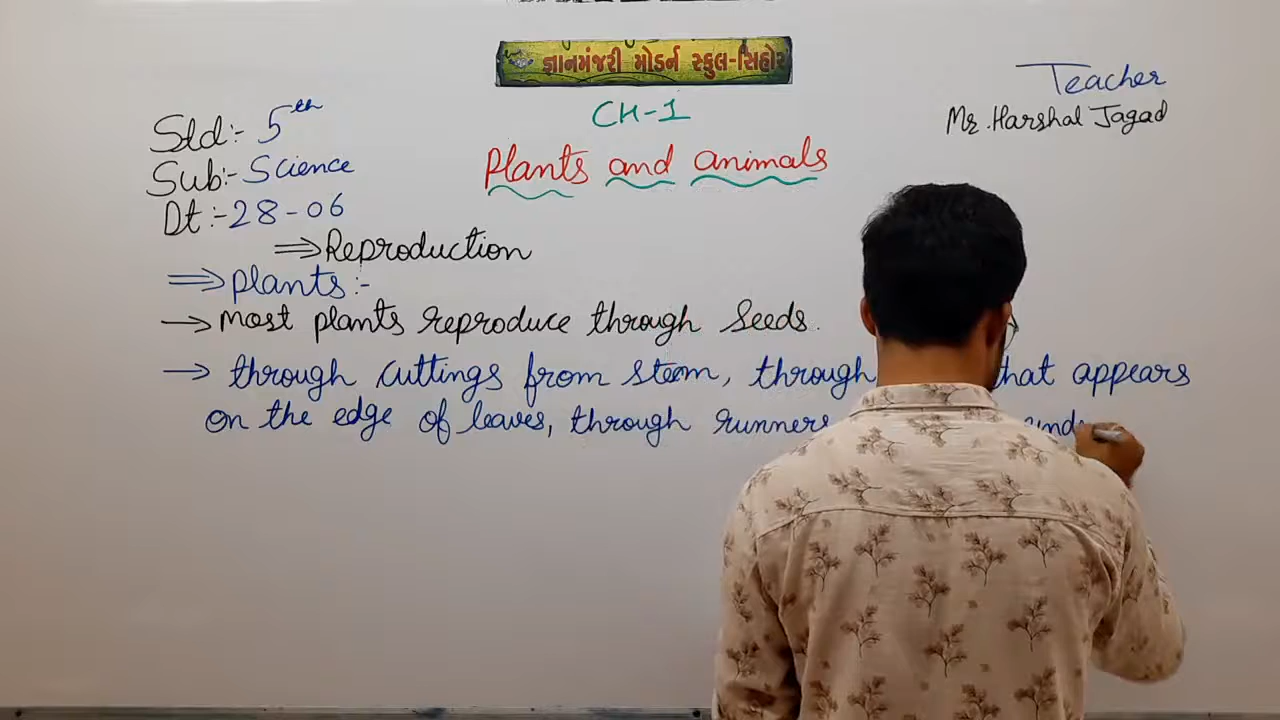 જ્ઞાનમંજરી મોડર્ન સ્કુલ-સિહોર
Teacher
Mr. Harshal Jagad
CH-1
Plants and animals
Std:- 5th
Sub:- Science
Dt:- 28-06
⇒ Reproduction
⇒ plants:-
→ most plants reproduce through seeds.
→ through cuttings from steam, through that appears
on the edge of leaves, through runners